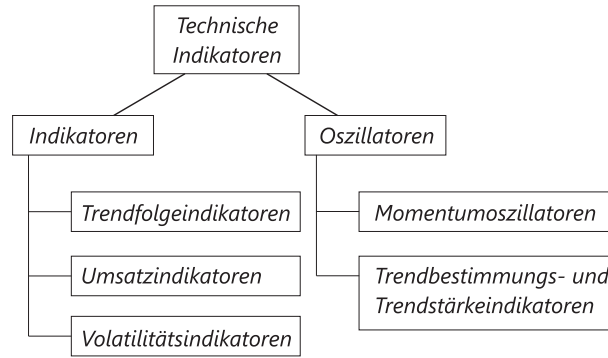 Technische
Indikatoren
Indikatoren
Oszillatoren
Trendfolgeindikatoren
Umsatzindikatoren
Volatilitätsindikatoren
Momentumoszillatoren
Trendbestimmungs- und
Trendstärkeindikatoren